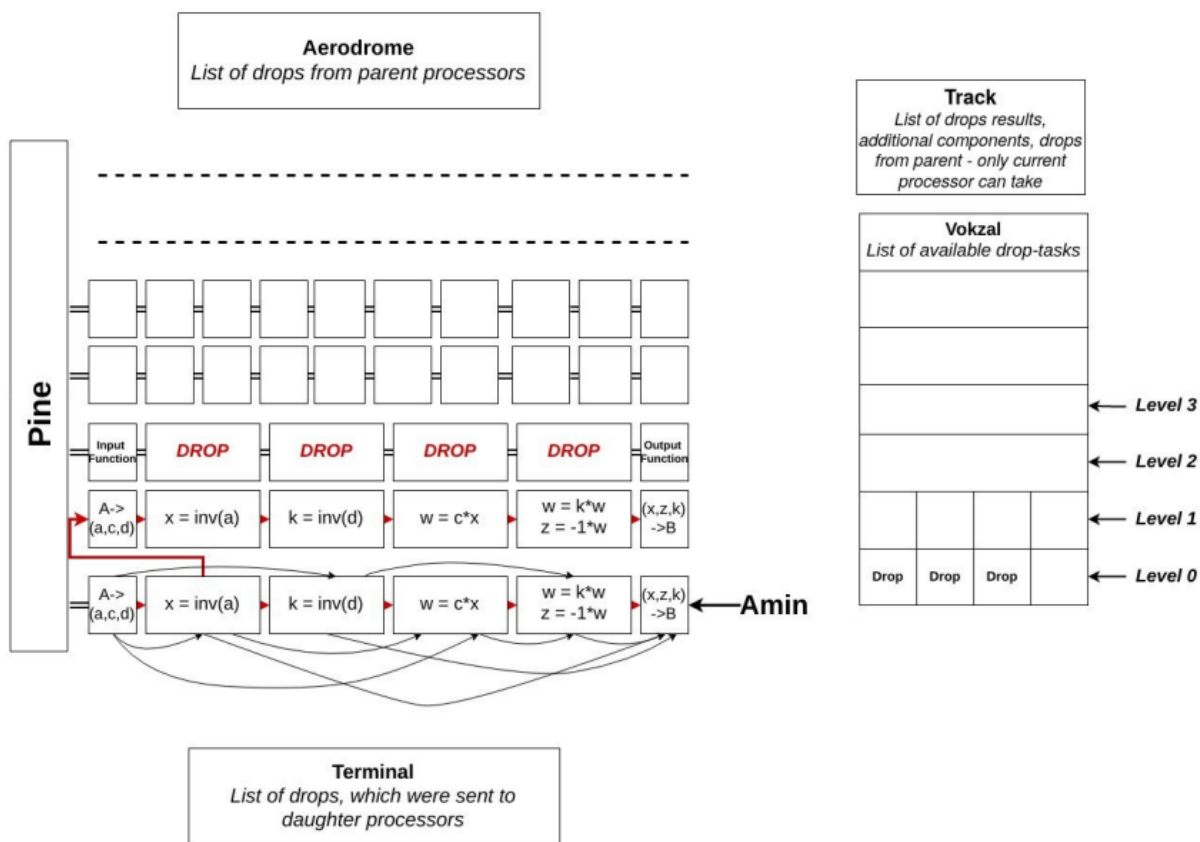 Aerodrome
List of drops from parent processors
Track
List of drops results,
additional components, drops
from parent - only current
processor can take
Vokzal
List of available drop-tasks
Pine
Level 3
Level 2
Input
Function
DROP
DROP
DROP
DROP
Output
Function
A->
(a,c,d)
x = inv(a)
k = inv(d)
w = c*x
w = k*w
z = -1*w
(x,z,k)
->B
Level 1
Drop
Drop
Drop
Level 0
A->
(a,c,d)
x = inv(a)
k = inv(d)
w = c*x
w = k*w
z = -1*w
(x,z,k)
->B
Amin
Terminal
List of drops, which were sent to
daughter processors